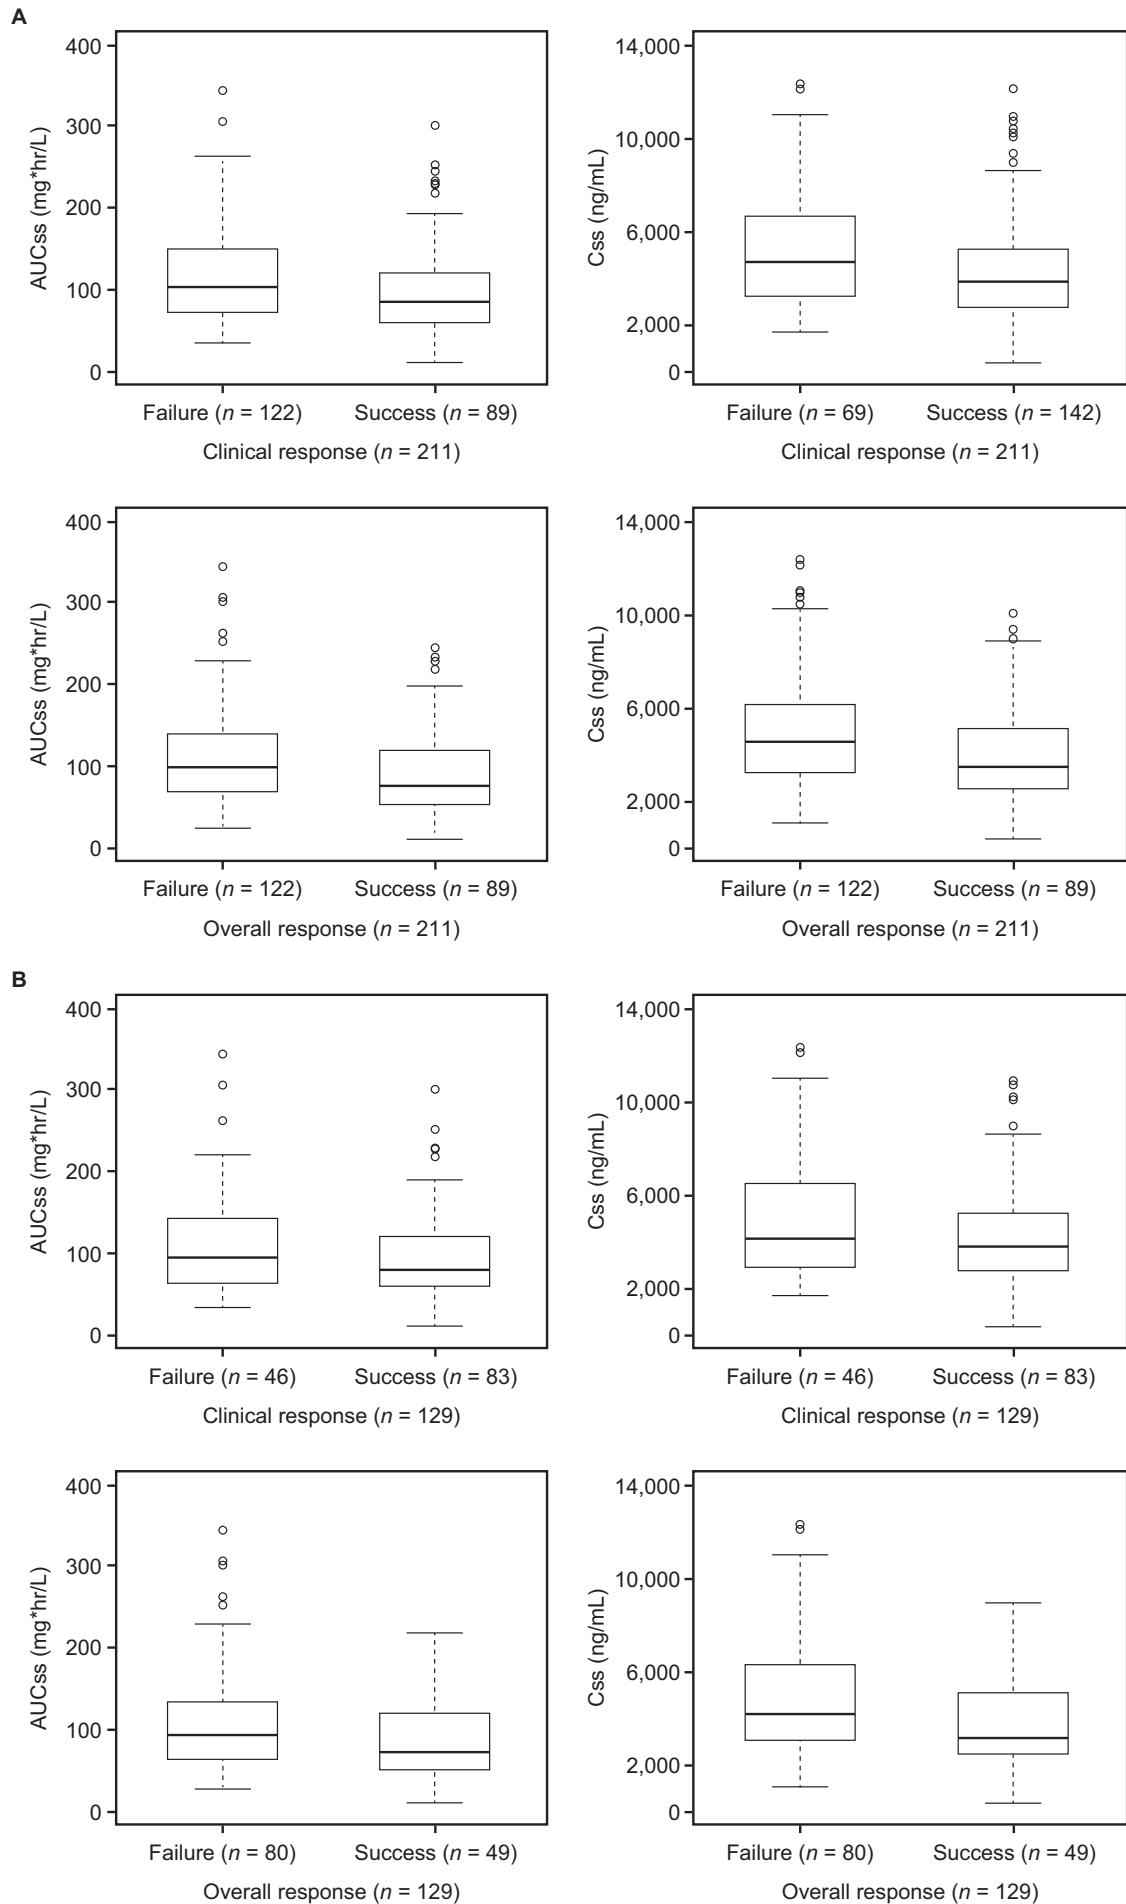 A
400
300
200
100
0
AUCss (mg*hr/L)
Failure (n = 122)
Success (n = 89)
Clinical response (n = 211)
14,000
10,000
6,000
2,000
0
Css (ng/mL)
Failure (n = 69)
Success (n = 142)
Clinical response (n = 211)
400
300
200
100
0
AUCss (mg*hr/L)
Failure (n = 122)
Success (n = 89)
Overall response (n = 211)
14,000
10,000
6,000
2,000
0
Css (ng/mL)
Failure (n = 122)
Success (n = 89)
Overall response (n = 211)
B
400
300
200
100
0
AUCss (mg*hr/L)
Failure (n = 46)
Success (n = 83)
Clinical response (n = 129)
14,000
10,000
6,000
2,000
0
Css (ng/mL)
Failure (n = 46)
Success (n = 83)
Clinical response (n = 129)
400
300
200
100
0
AUCss (mg*hr/L)
Failure (n = 80)
Success (n = 49)
Overall response (n = 129)
14,000
10,000
6,000
2,000
0
Css (ng/mL)
Failure (n = 80)
Success (n = 49)
Overall response (n = 129)